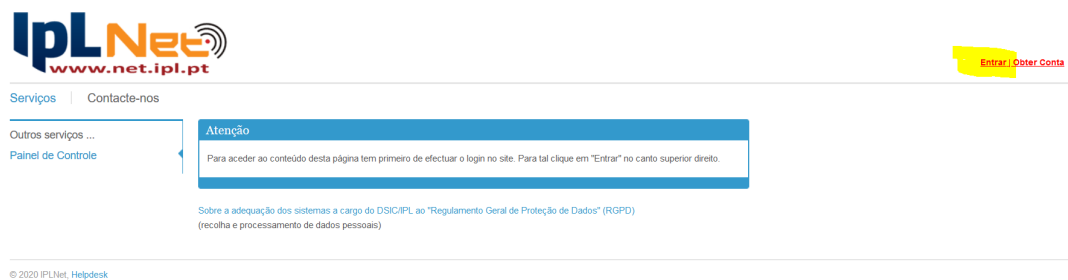 IpLNet
www.net.ipl.pt
Entrar | Obter Conta
Serviços | Contacte-nos
Outros serviços ...
Painel de Controle
Atenção
Para aceder ao conteúdo desta página tem primeiro de efectuar o login no site. Para tal clique em "Entrar" no canto superior direito.
Sobre a adequação dos sistemas a cargo do DSIC/IPL ao "Regulamento Geral de Proteção de Dados" (RGPD)
(recolha e processamento de dados pessoais)
© 2020 IPLNet, Helpdesk